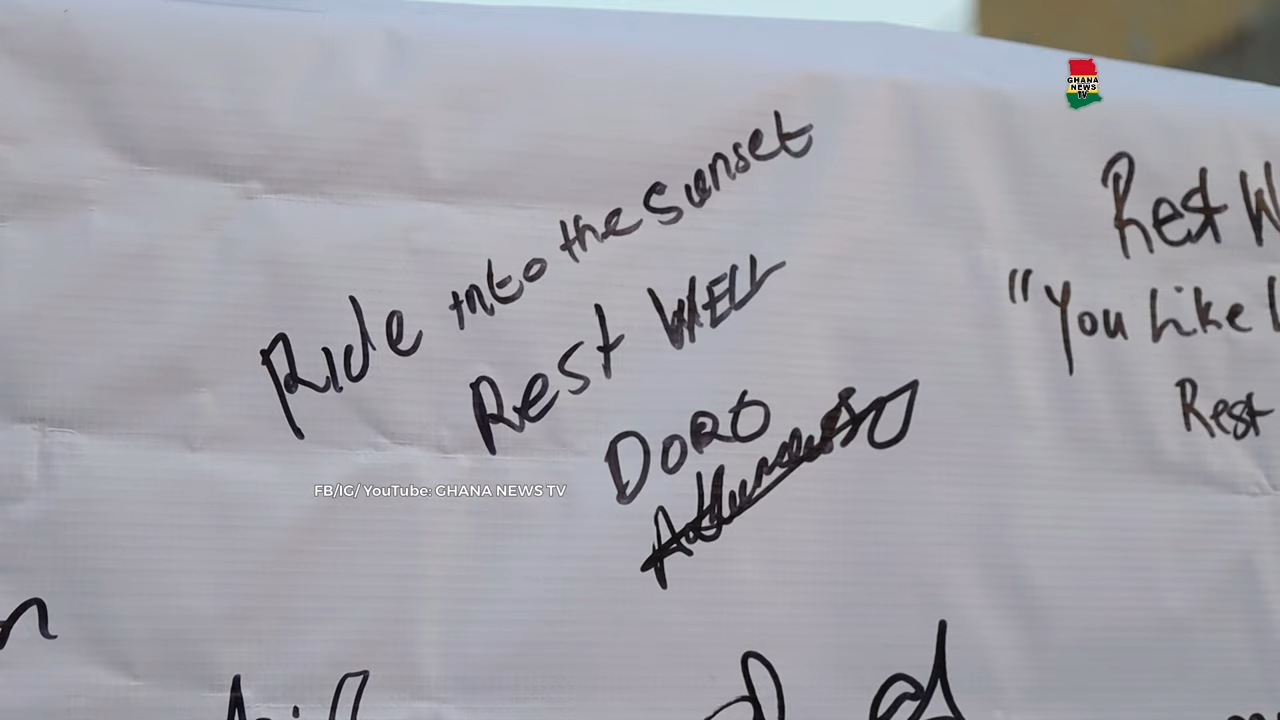 GHANA
NEWS
TV
Ride into the Sunset
Rest WELL
DORO
Rest W
"You Like
Rest
FB/IG/ YouTube: GHANA NEWS TV